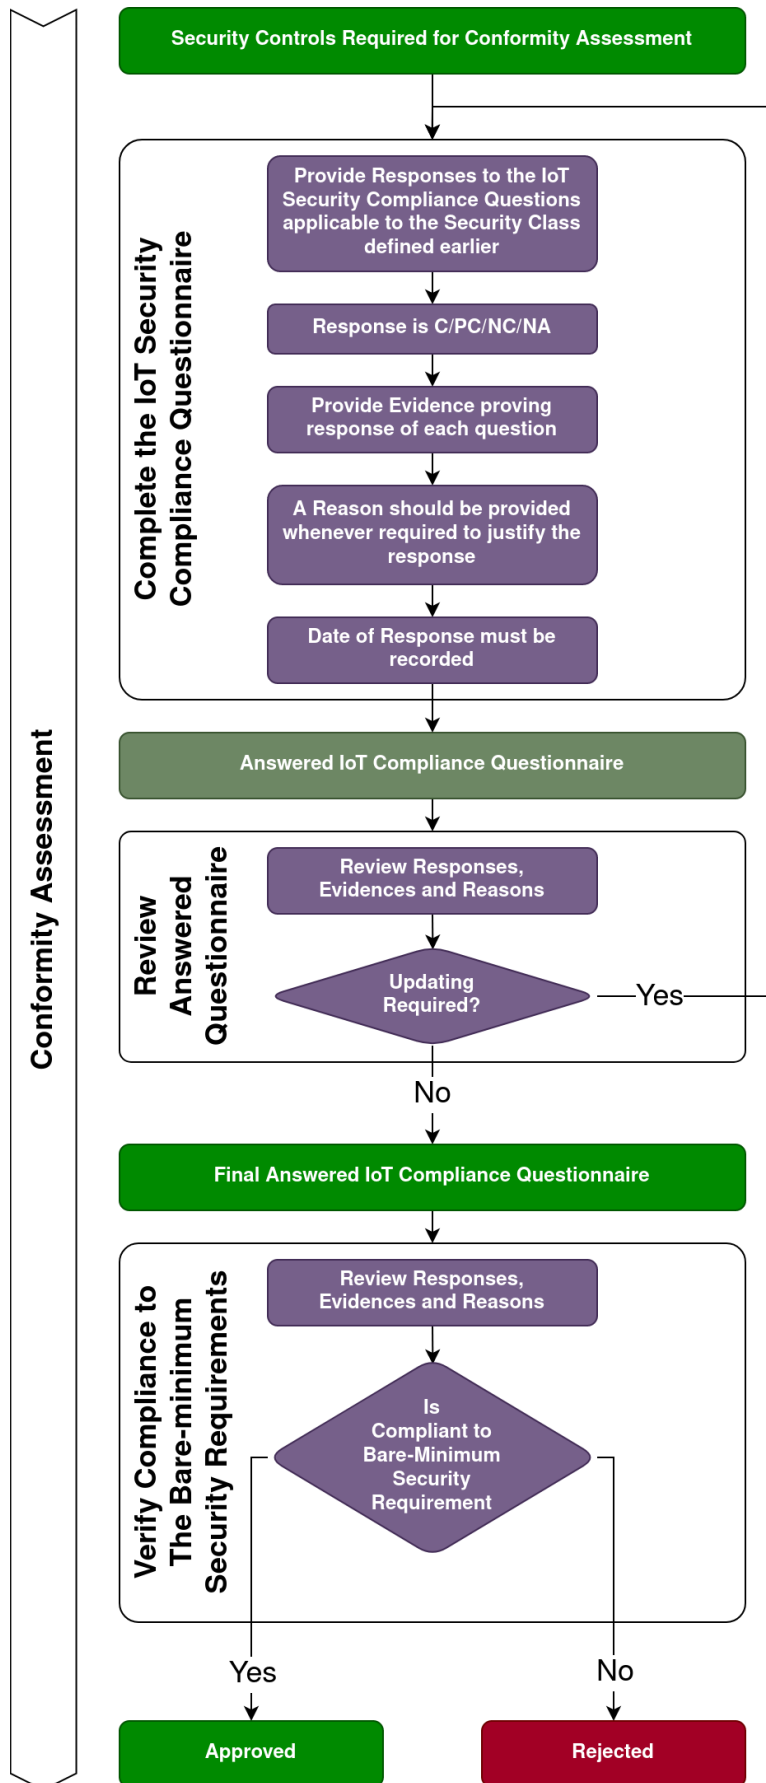 Security Controls Required for Conformity Assessment
Provide Responses to the IoT
Security Compliance Questions
applicable to the Security Class
defined earlier
Response is C/PC/NC/NA
Provide Evidence proving
response of each question
A Reason should be provided
whenever required to justify the
response
Date of Response must be
recorded
Complete the IoT Security
Compliance Questionnaire
Answered IoT Compliance Questionnaire
Review Responses,
Evidences and Reasons
Updating
Required?
Yes
Review
Answered
Questionnaire
No
Conformity Assessment
Final Answered IoT Compliance Questionnaire
Review Responses,
Evidences and Reasons
Is
Compliant to
Bare-Minimum
Security
Requirement
Verify Compliance to
The Bare-minimum
Security Requirements
Yes
No
Approved
Rejected